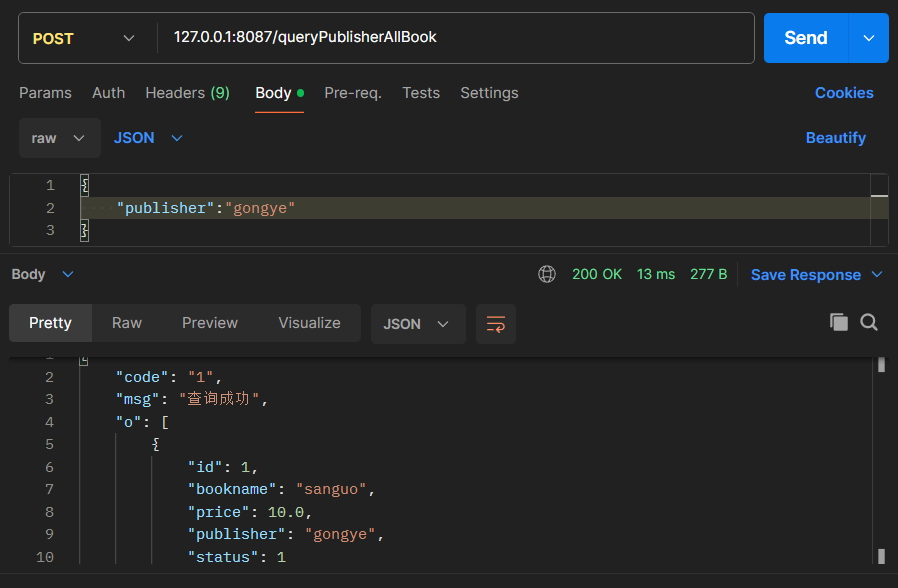 POST 127.0.0.1:8087/queryPublisherAllBook Send
Params Auth Headers (9) Body Pre-req. Tests Settings Cookies
raw JSON Beautify
1 {
2 "publisher":"gongye"
3 }
Body 200 OK 13 ms 277 B Save Response
Pretty Raw Preview Visualize JSON
1 {
2 "code": "1",
3 "msg": "查询成功",
4 "o": [
5 {
6 "id": 1,
7 "bookname": "sanguo",
8 "price": 10.0,
9 "publisher": "gongye",
10 "status": 1